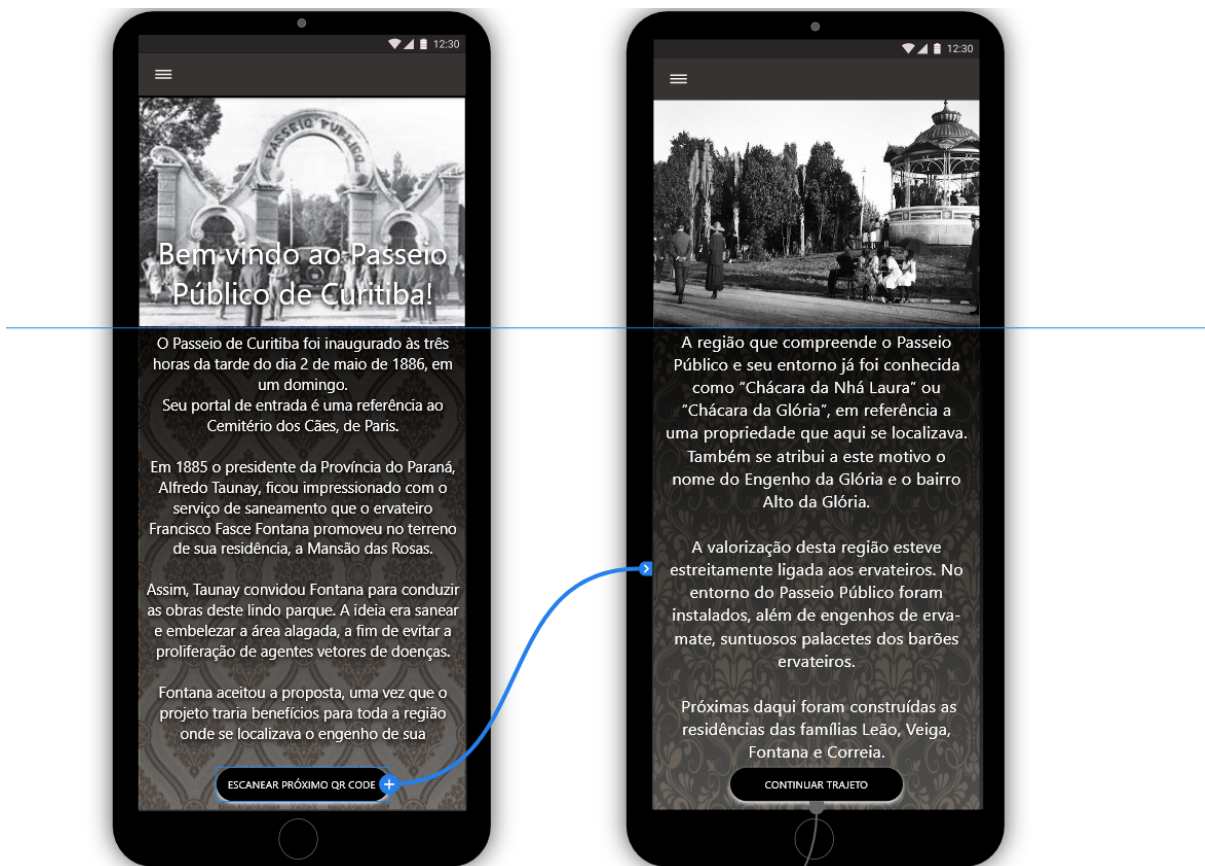 12:30
PASSEIO PUBLICO
Bem-vindo ao Passeio
Público de Curitiba!
O Passeio de Curitiba foi inaugurado às três
horas da tarde do dia 2 de maio de 1886, em
um domingo.
Seu portal de entrada é uma referência ao
Cemitério dos Cães, de Paris.
Em 1885 o presidente da Província do Paraná,
Alfredo Taunay, ficou impressionado com o
serviço de saneamento que o ervateiro
Francisco Fasce Fontana promoveu no terreno
de sua residência, a Mansão das Rosas.
Assim, Taunay convidou Fontana para conduzir
as obras deste lindo parque. A ideia era sanear
e embelezar a área alagada, a fim de evitar a
proliferação de agentes vetores de doenças.
Fontana aceitou a proposta, uma vez que o
projeto traria benefícios para toda a região
onde se localizava o engenho de sua
ESCANEAR PRÓXIMO QR CODE
12:30
A região que compreende o Passeio
Público e seu entorno já foi conhecida
como “Chácara da Nhá Laura” ou
“Chácara da Glória”, em referência a
uma propriedade que aqui se localizava.
Também se atribui a este motivo o
nome do Engenho da Glória e o bairro
Alto da Glória.
A valorização desta região esteve
estreitamente ligada aos ervateiros. No
entorno do Passeio Público foram
instalados, além de engenhos de erva-
mate, suntuosos palacetes dos barões
ervateiros.
Próximas daqui foram construídas as
residências das famílias Leão, Veiga,
Fontana e Correia.
CONTINUAR TRAJETO